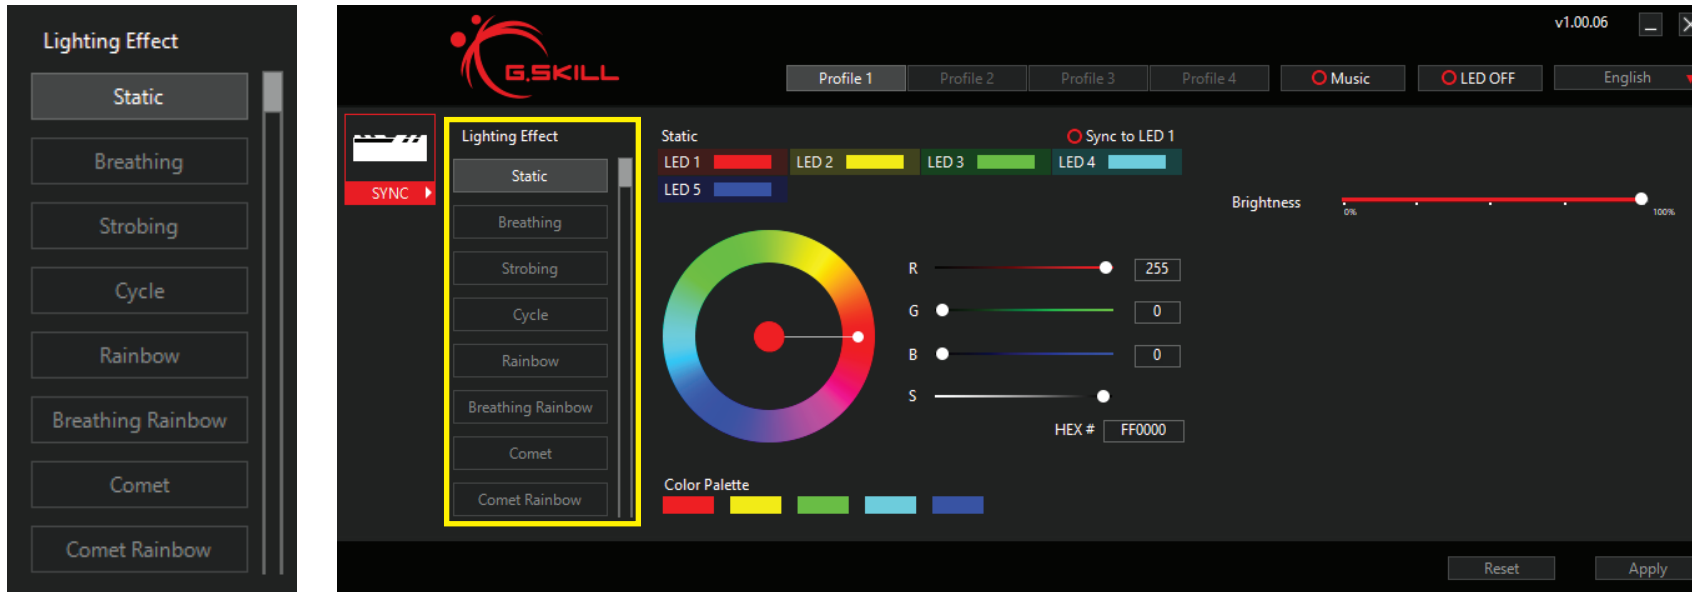 Lighting Effect
Static
Breathing
Strobing
Cycle
Rainbow
Breathing Rainbow
Comet
Comet Rainbow
G.SKILL
v1.00.06
Profile 1 Profile 2 Profile 3 Profile 4 Music LED OFF English
SYNC
Lighting Effect
Static
Breathing
Strobing
Cycle
Rainbow
Breathing Rainbow
Comet
Comet Rainbow
Static Sync to LED 1
LED 1 LED 2 LED 3 LED 4
LED 5
R 255
G 0
B 0
S
HEX # FF0000
Color Palette
Brightness
0% 100%
Reset Apply